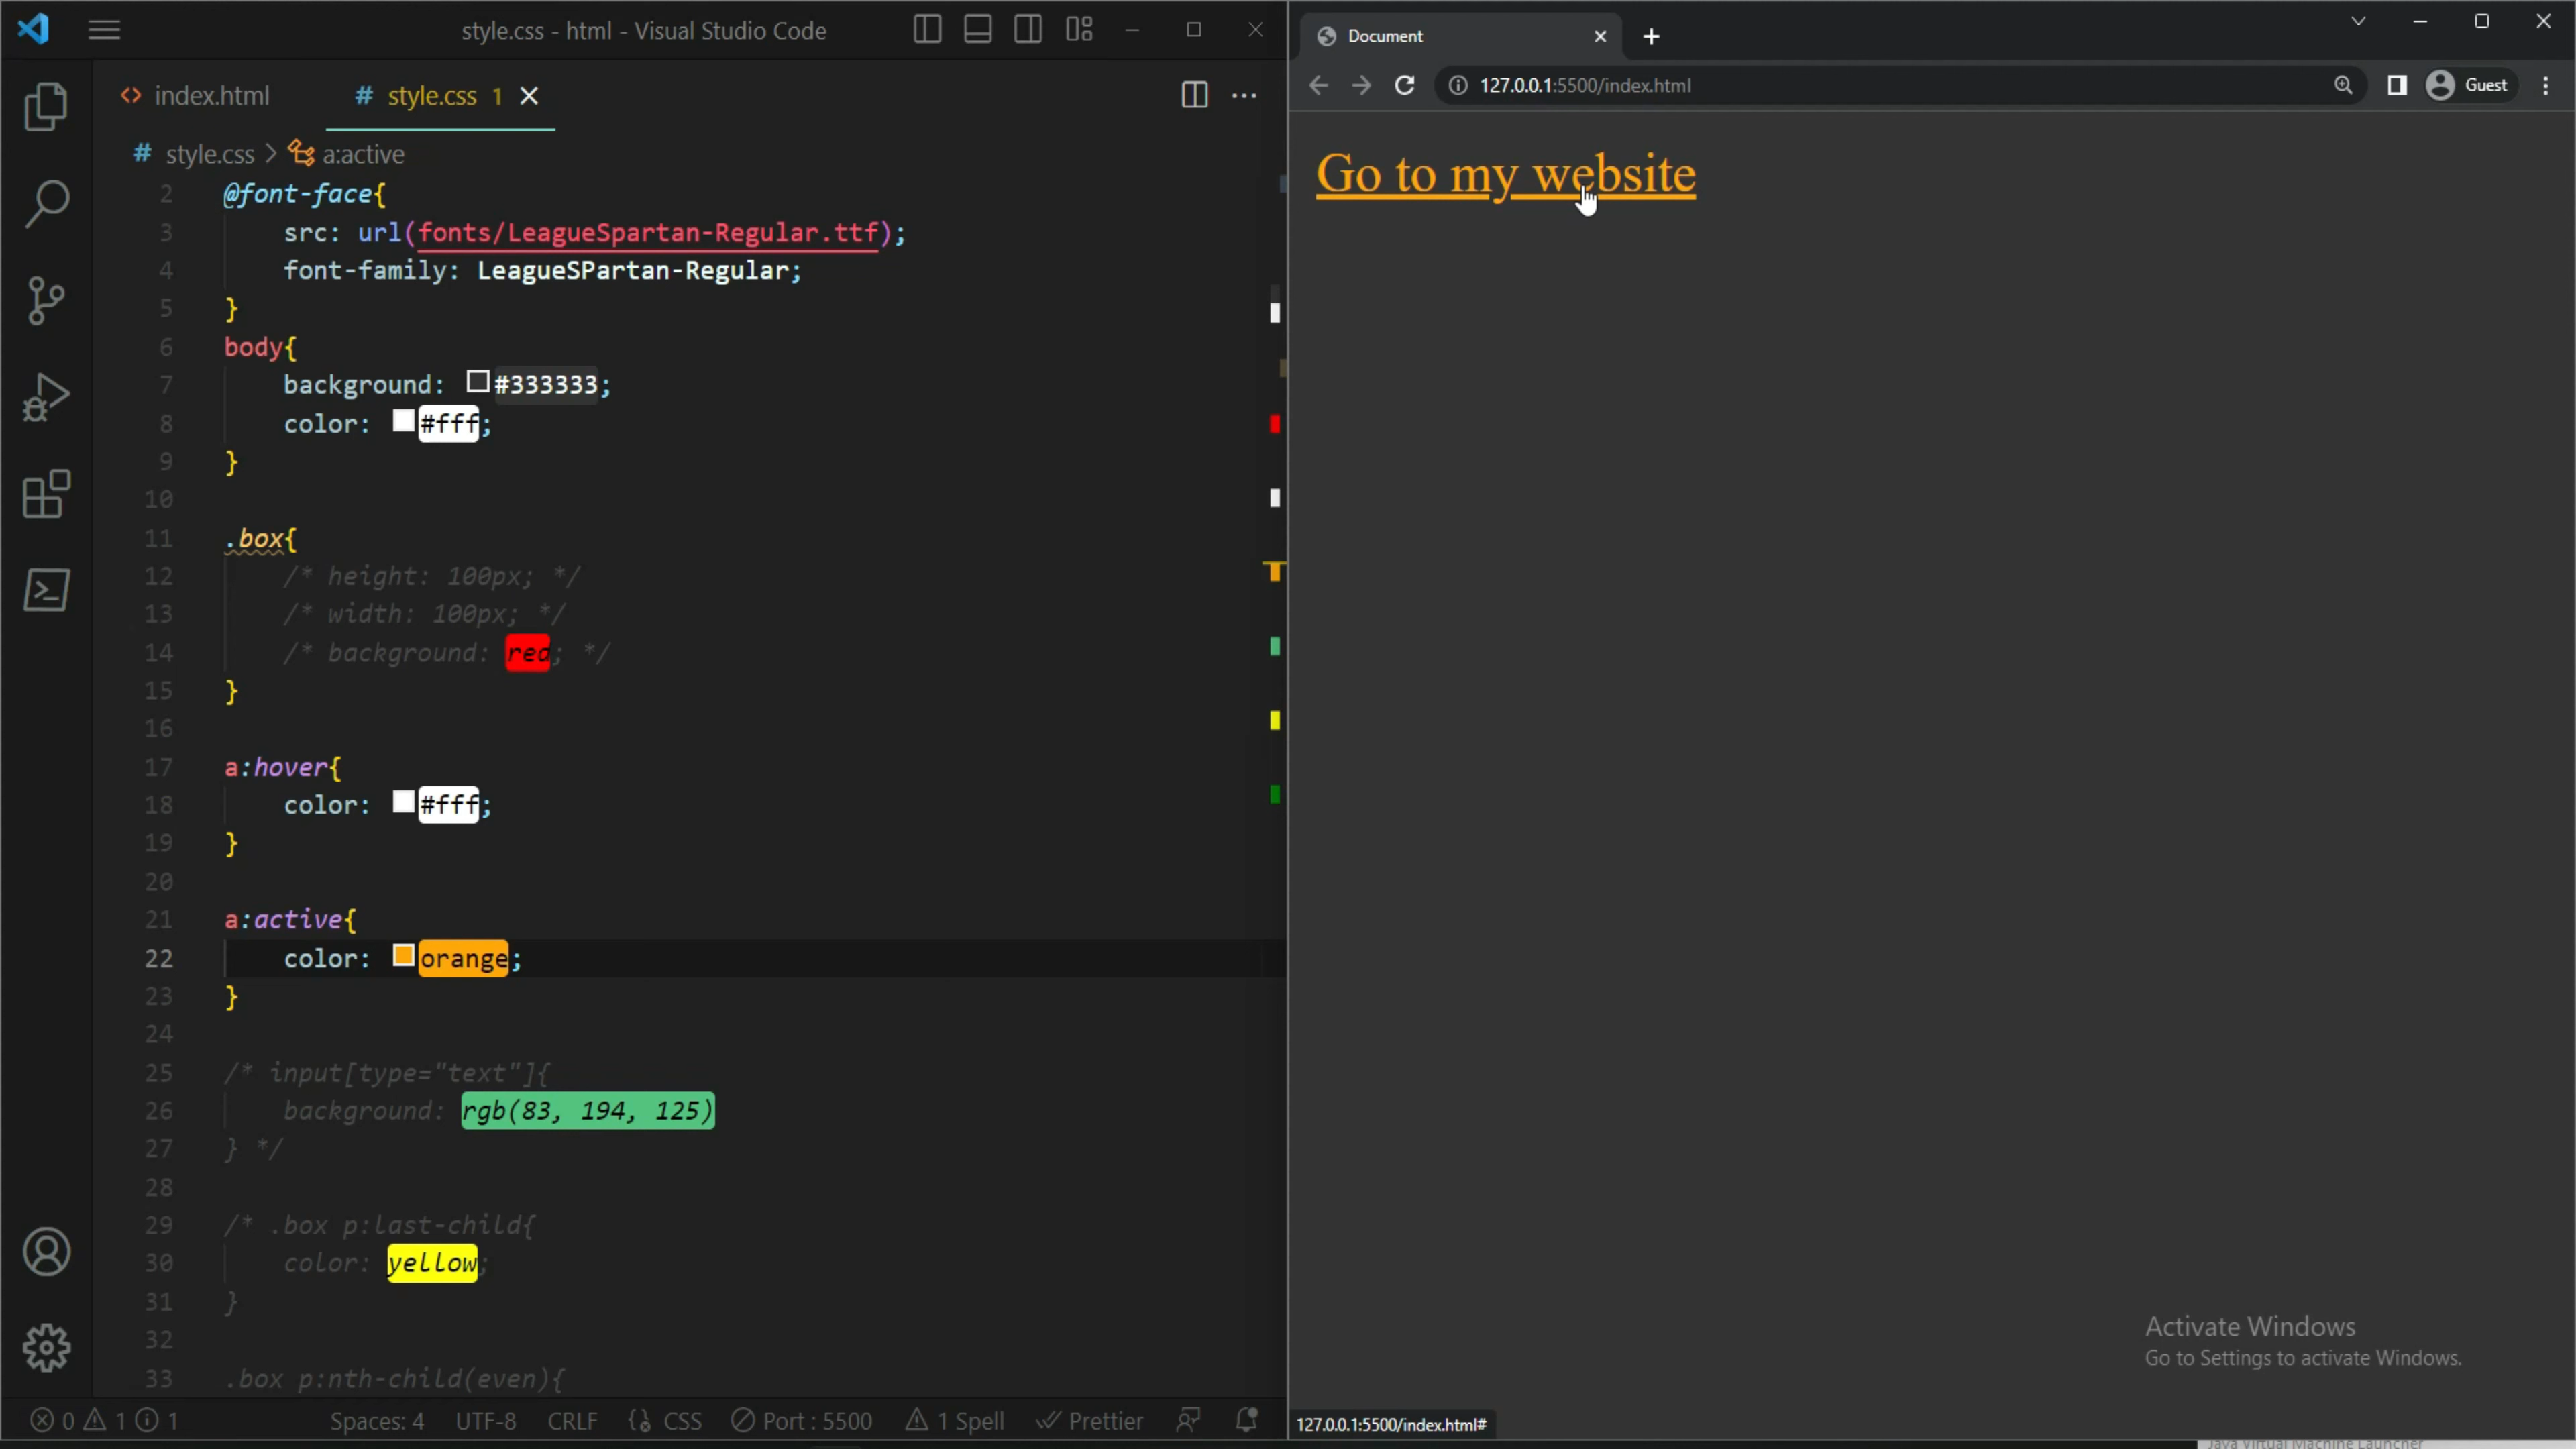 style.css - html - Visual Studio Code
index.html
# style.css 1
# style.css > a:active
2 @font-face{
3 src: url(fonts/LeagueSpartan-Regular.ttf);
4 font-family: LeagueSPartan-Regular;
5 }
6 body{
7 background: #333333;
8 color: #fff;
9 }
10
11 .box{
12 /* height: 100px; */
13 /* width: 100px; */
14 /* background: red; */
15 }
16
17 a:hover{
18 color: #fff;
19 }
20
21 a:active{
22 color: orange;
23 }
24
25 /* input[type="text"]{
26 background: rgb(83, 194, 125)
27 } */
28
29 /* .box p:last-child{
30 color: yellow;
31 }
32
33 .box p:nth-child(even){
0 1 1
Spaces: 4 UTF-8 CRLF CSS Port : 5500 1 Spell Prettier
Document
127.0.0.1:5500/index.html
Guest
Go to my website
Activate Windows
Go to Settings to activate Windows.
127.0.0.1:5500/index.html#
Java Virtual Machine Launcher